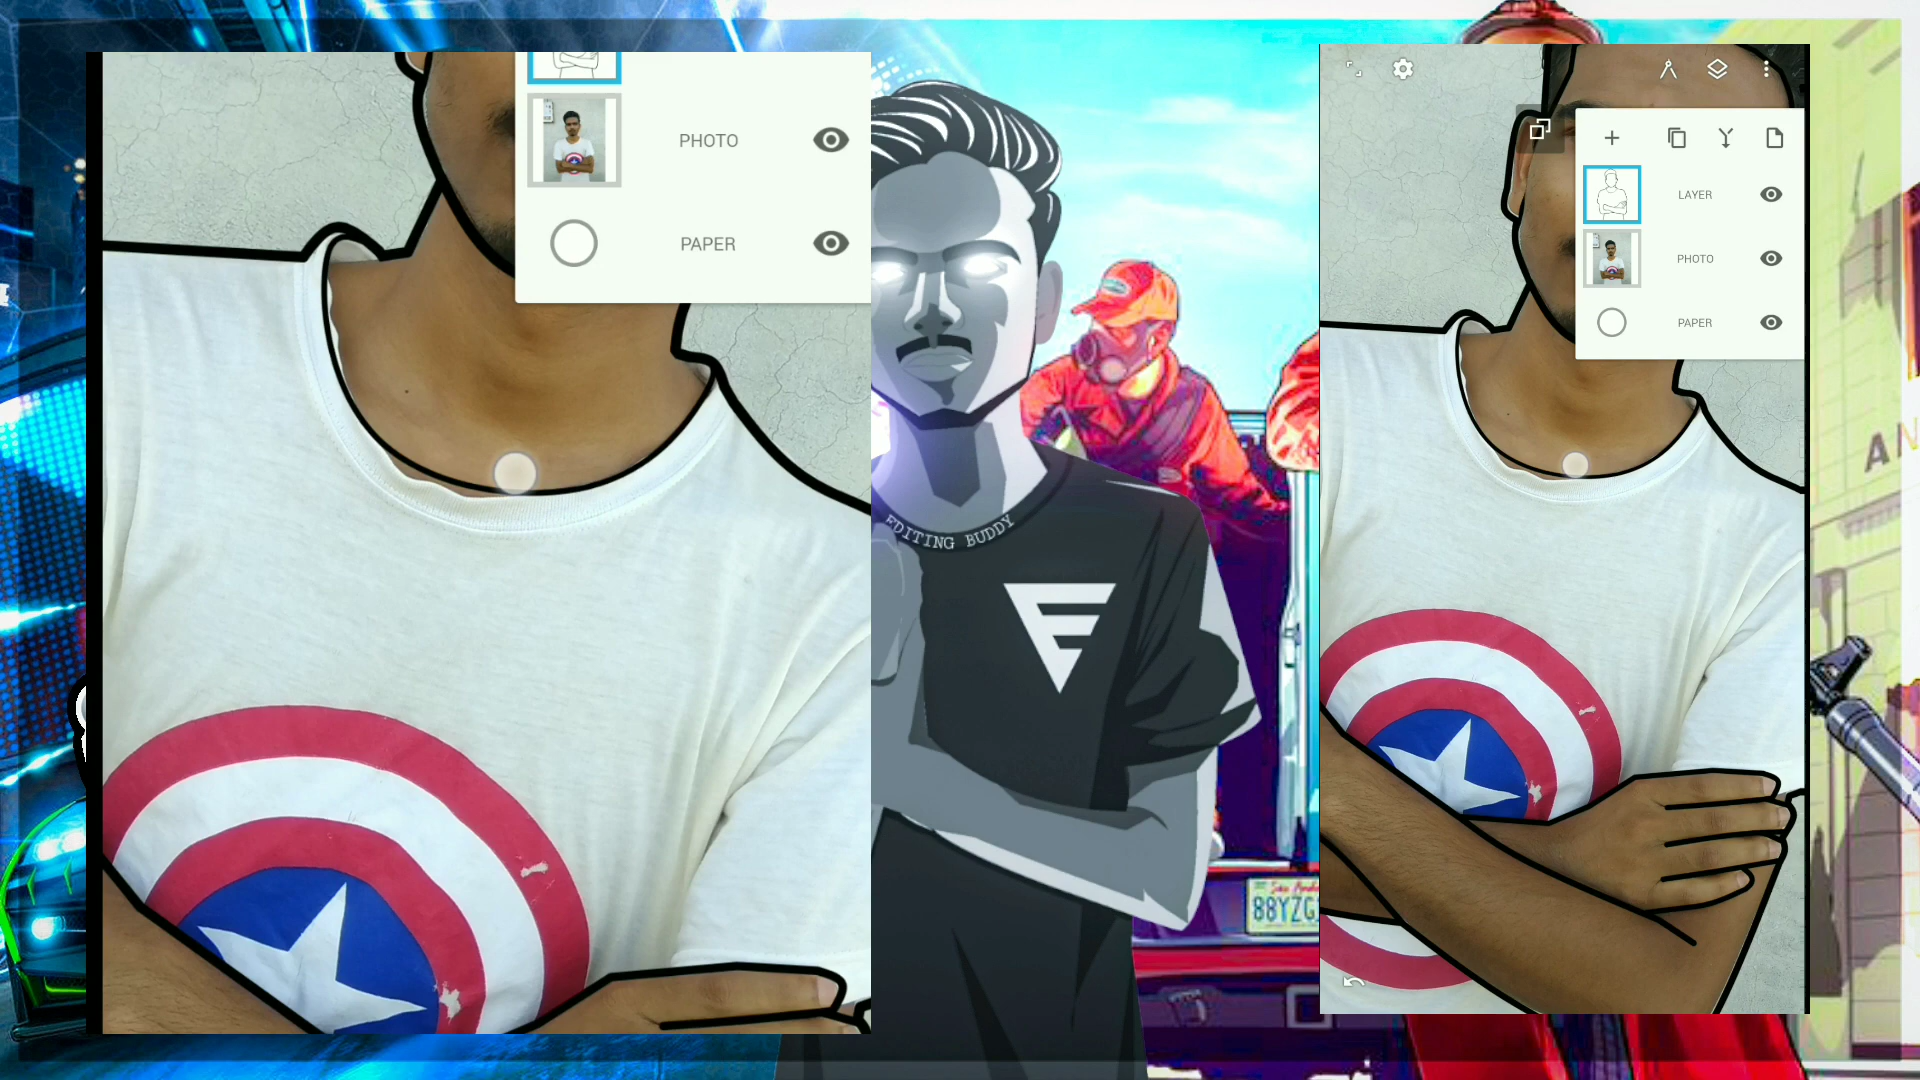 PHOTO
PAPER
EDITING BUDDY
LAYER
PHOTO
PAPER
AN
88YZG